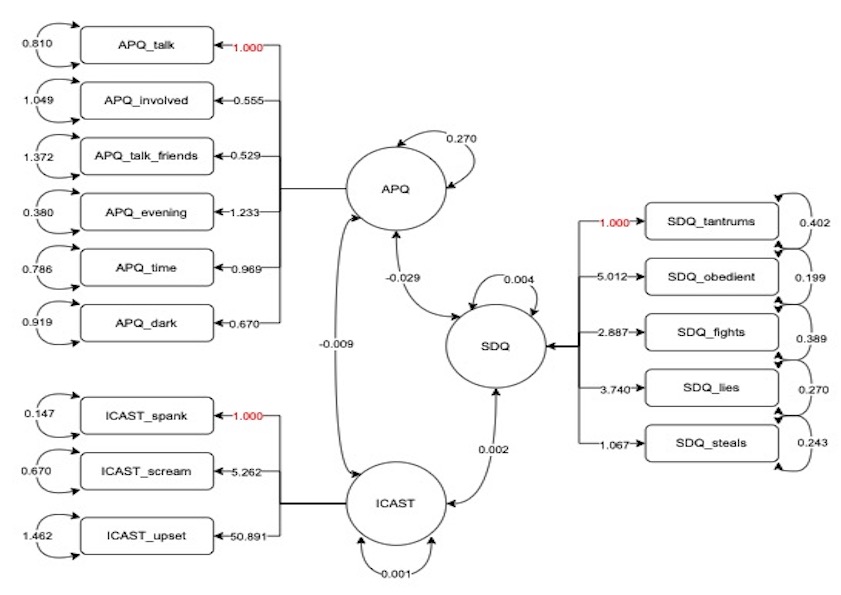 0.810
APQ_talk
1.000
1.049
APQ_involved
0.555
1.372
APQ_talk_friends
0.529
0.380
APQ_evening
1.233
0.786
APQ_time
0.969
0.919
APQ_dark
0.670
APQ
0.270
-0.029
-0.009
SDQ
0.004
0.002
1.000
SDQ_tantrums
0.402
5.012
SDQ_obedient
0.199
2.887
SDQ_fights
0.389
3.740
SDQ_lies
0.270
1.067
SDQ_steals
0.243
0.147
ICAST_spank
1.000
0.670
ICAST_scream
5.262
1.462
ICAST_upset
50.891
ICAST
0.001